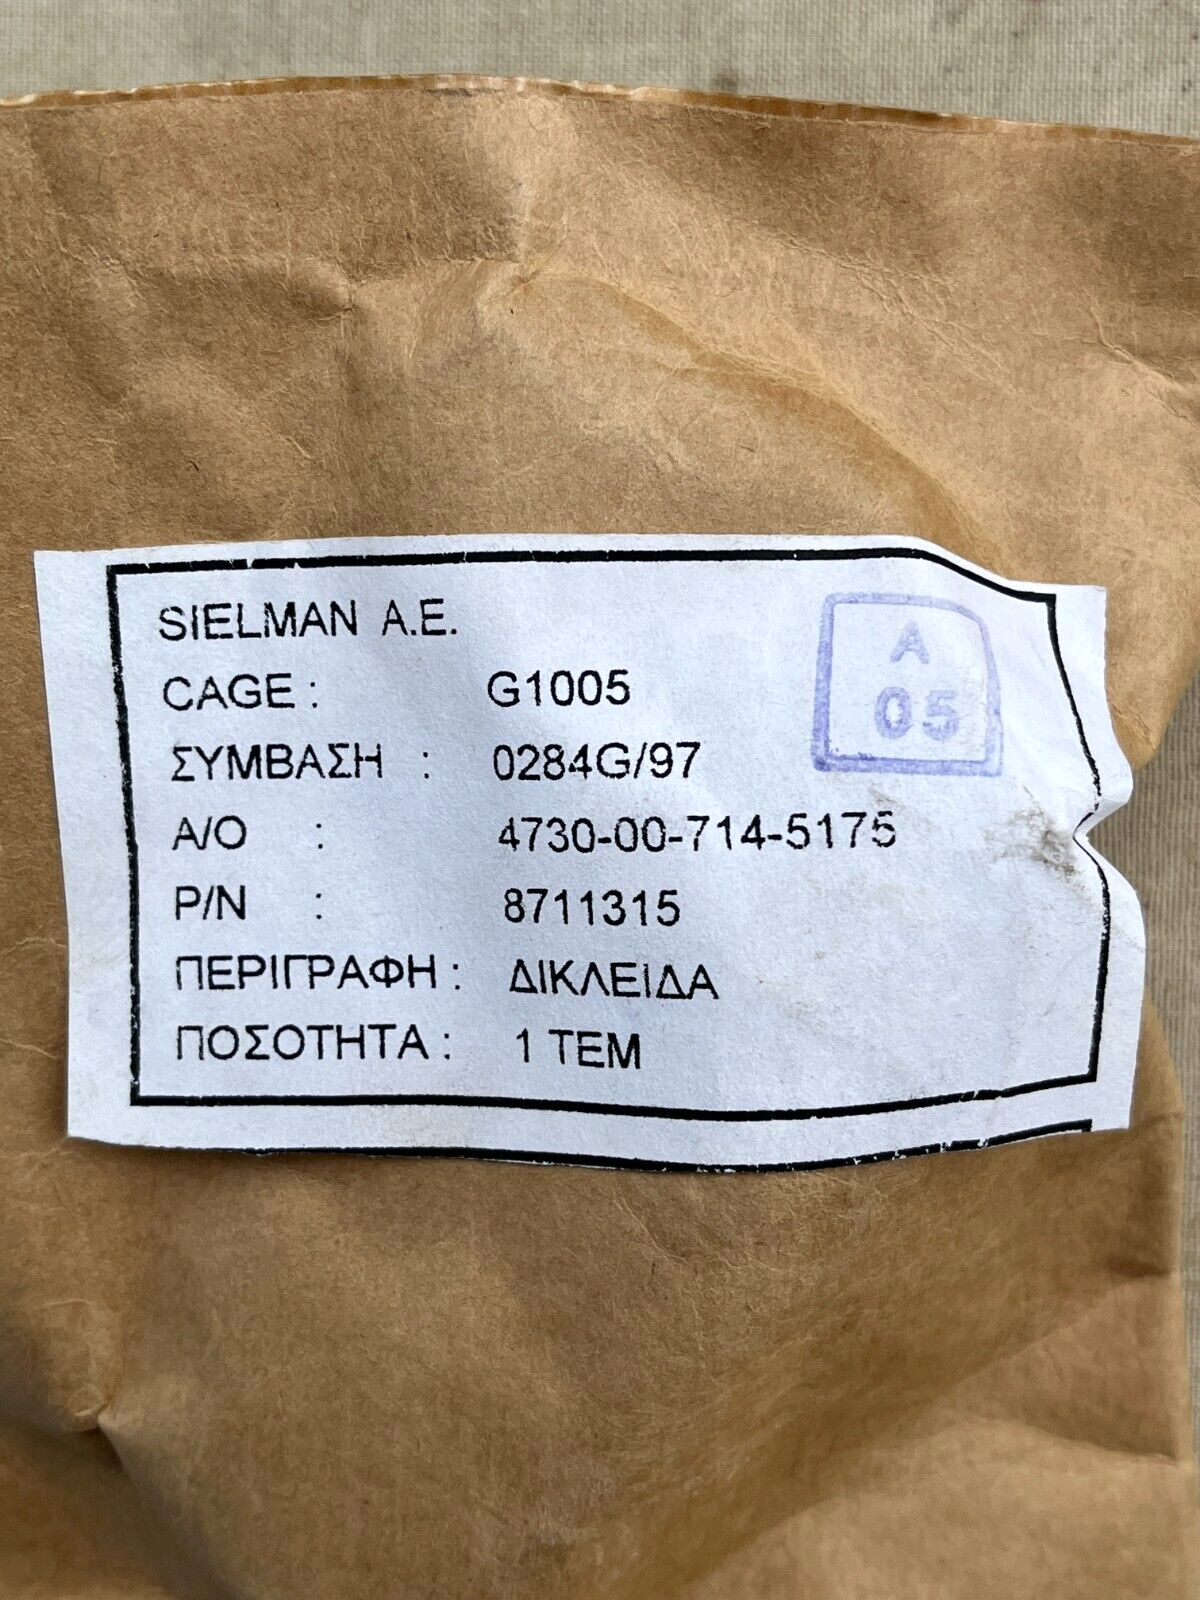 SIELMAN A.E.
CAGE : G1005
ΣΥΜΒΑΣΗ : 0284G/97
A/O : 4730-00-714-5175
P/N : 8711315
ΠΕΡΙΓΡΑΦΗ : ΔΙΚΛΕΙΔΑ
ΠΟΣΟΤΗΤΑ : 1 ΤΕΜ
A
05